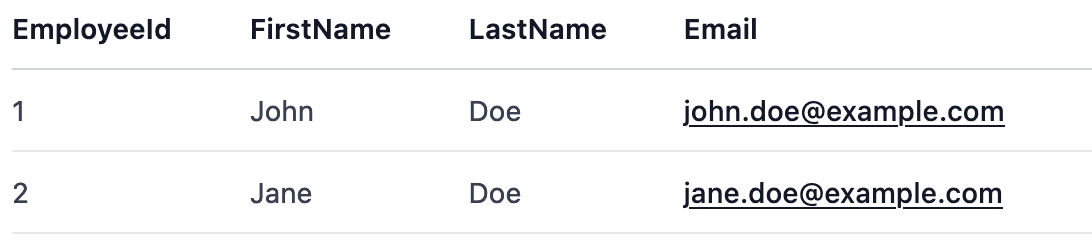 EmployeeId FirstName LastName Email
1 John Doe john.doe@example.com
2 Jane Doe jane.doe@example.com